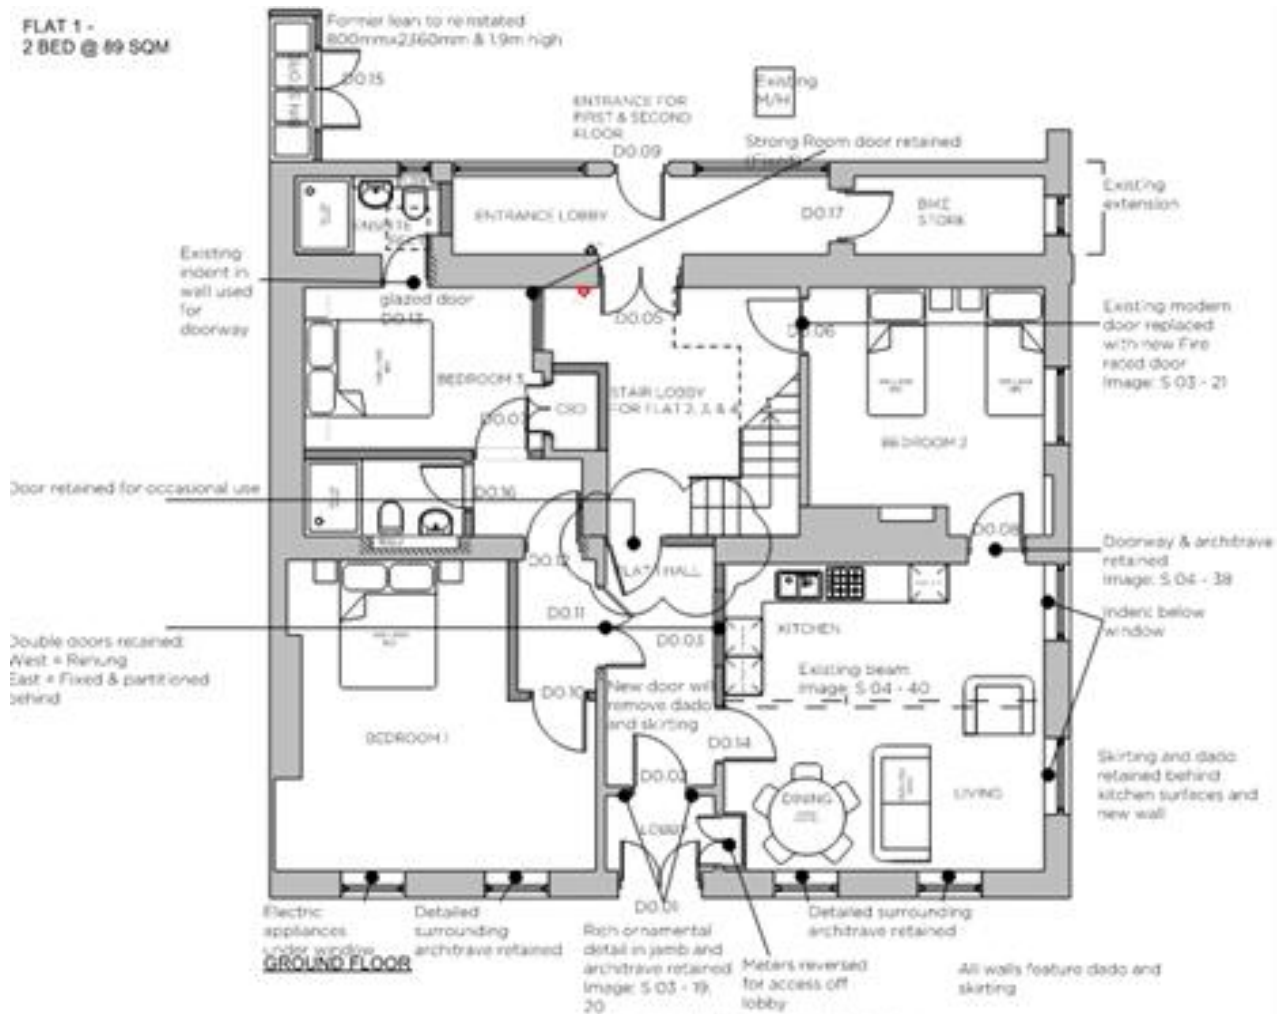 FLAT 1 -
2 BED @ 89 SQM
Former lean to reinstated
800mmx2360mm & 1.9m high
D0.15
Existing
M/H
ENTRANCE FOR
FIRST & SECOND
FLOOR
D0.09
Strong Room door retained
(Fixed)
Existing
extension
ENTRANCE LOBBY
D0.17
BIKE
STORE
ENSUITE
Existing
indent in
wall used
for
doorway
glazed door
D0.13
D0.05
D0.06
Existing modern
door replaced
with new Fire
rated door
Image: S 03 - 21
BEDROOM 3
D0.07
CBD
STAIR LOBBY
FOR FLAT 2, 3, & 4
BEDROOM 2
Door retained for occasional use
D0.16
D0.08
Doorway & architrave
retained
Image: S 04 - 38
D0.12
FLAT 1 HALL
Indent below
window
D0.11
D0.03
KITCHEN
Double doors retained:
West = Rehung
East = Fixed & partitioned
behind
Existing beam
Image: S 04 - 40
D0.10
New door will
remove dado
and skirting
BEDROOM 1
D0.14
D0.02
Skirting and dado
retained behind
kitchen surfaces and
new wall
DINING
LIVING
LOBBY
D0.01
Electric
appliances
under window
Detailed
surrounding
architrave retained
Rich ornamental
detail in jamb and
architrave retained
Image: S 03 - 19,
20
Meters reversed
for access off
lobby
Detailed surrounding
architrave retained
All walls feature dado and
skirting
GROUND FLOOR